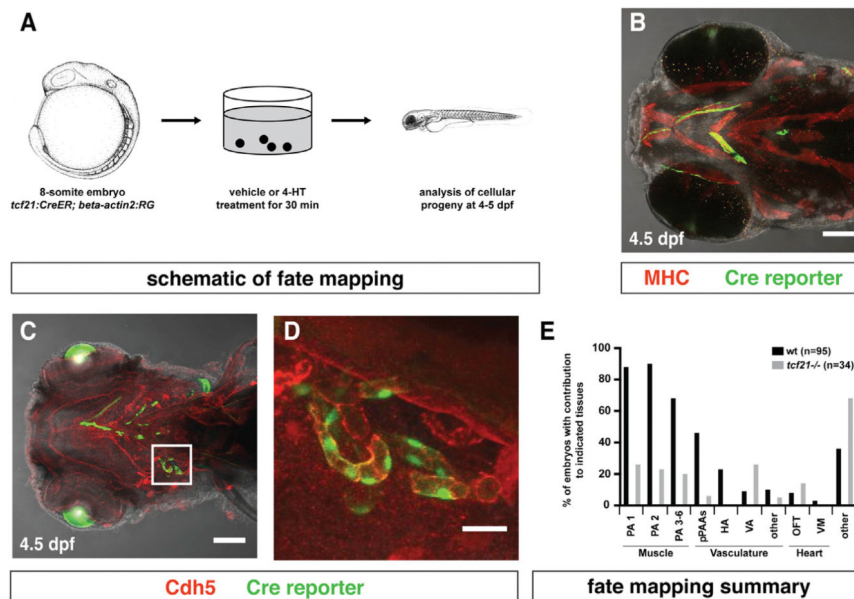 A
8-somite embryo
tcf21:CreER; beta-actin2:RG
vehicle or 4-HT
treatment for 30 min
analysis of cellular
progeny at 4-5 dpf
schematic of fate mapping
B
4.5 dpf
MHC Cre reporter
C
4.5 dpf
D
Cdh5 Cre reporter
E
wt (n=95)
tcf21-/- (n=34)
% of embryos with contribution
to indicated tissues
100
80
60
40
20
0
PA 1
PA 2
PA 3-6
pPAAs
HA
VA
other
OFT
VM
other
Muscle
Vasculature
Heart
fate mapping summary